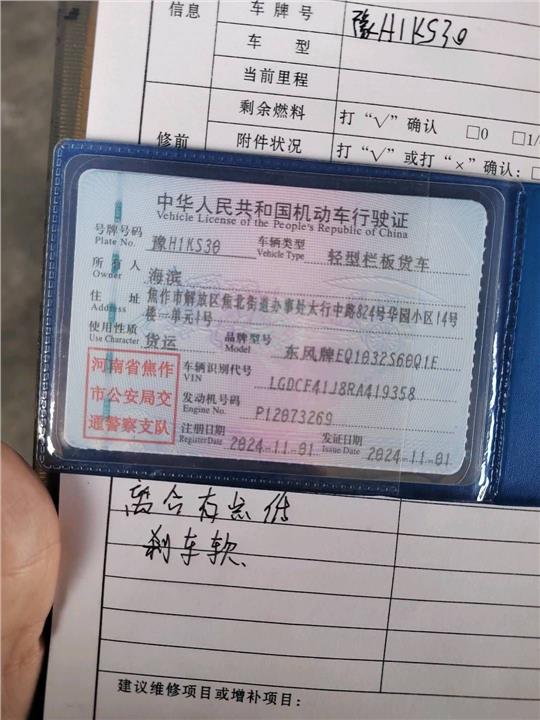 信息
车牌号
豫H1KS30
车 型
当前里程
剩余燃料
打“√”确认 □0 □1/
修前
附件状况
打“√”或打“×”确认:□
中华人民共和国机动车行驶证
Vehicle License of the People's Republic of China
号牌号码
Plate No.
豫H1KS30
车辆类型
Vehicle Type
轻型栏板货车
所有人
Owner
海滨
住 址
Address
焦作市解放区焦北街道办事处太行中路824号华园小区14号
楼一单元1号
使用性质
Use Character
货运
品牌型号
Model
东风牌EQ1032S60Q1E
河南省焦作
市公安局交
通警察支队
车辆识别代号
VIN
LGDCF41J8RA419358
发动机号码
Engine No.
P12073269
注册日期
Register Date
2024-11-01
发证日期
Issue Date
2024-11-01
离合有点低
刹车软
建议维修项目或增补项目: